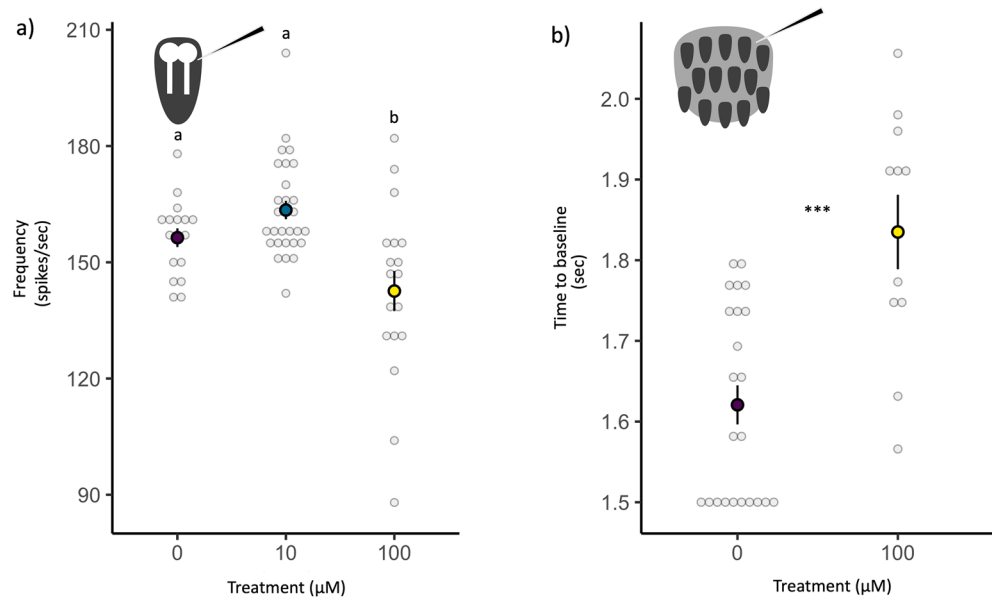 a)
210
180
150
120
90
Frequency
(spikes/sec)
a
a
b
0 10 100
Treatment (μM)
b)
2.0
1.9
1.8
1.7
1.6
1.5
Time to baseline
(sec)
***
0 100
Treatment (μM)